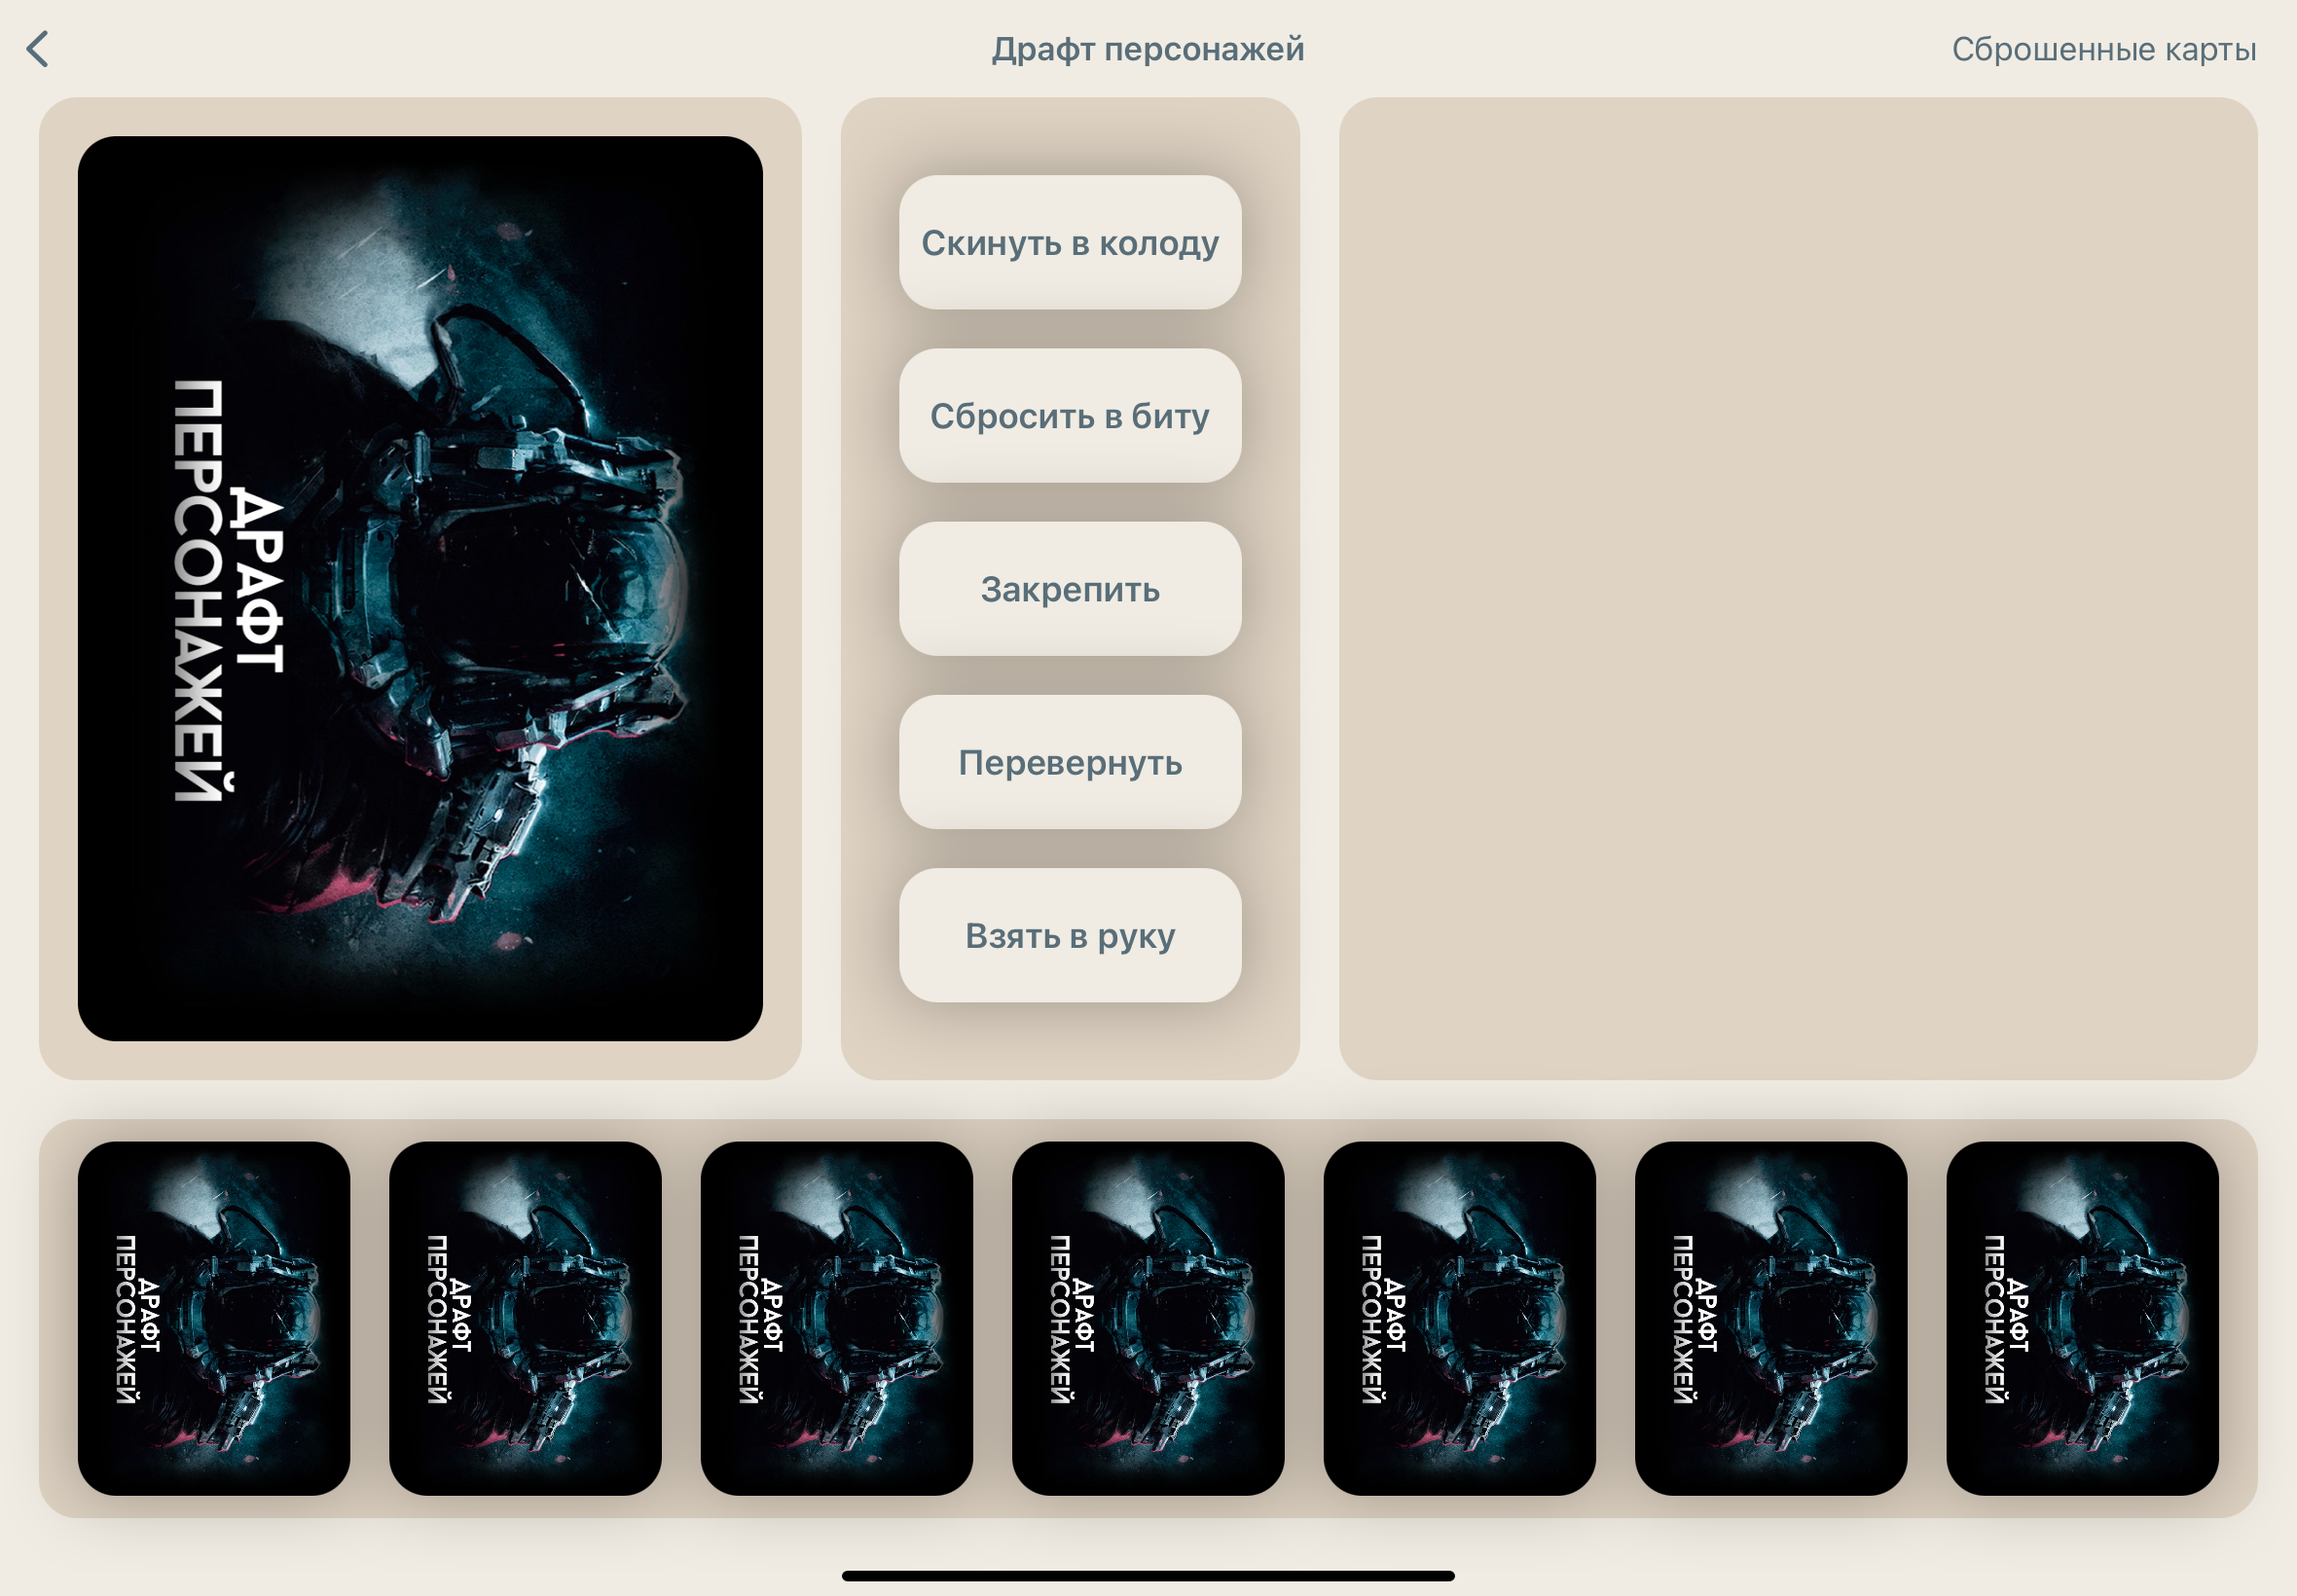 Драфт персонажей
Сброшенные карты
ДРАФТ
ПЕРСОНАЖЕЙ
Скинуть в колоду
Сбросить в биту
Закрепить
Перевернуть
Взять в руку
ДРАФТ
ПЕРСОНАЖЕЙ
ДРАФТ
ПЕРСОНАЖЕЙ
ДРАФТ
ПЕРСОНАЖЕЙ
ДРАФТ
ПЕРСОНАЖЕЙ
ДРАФТ
ПЕРСОНАЖЕЙ
ДРАФТ
ПЕРСОНАЖЕЙ
ДРАФТ
ПЕРСОНАЖЕЙ